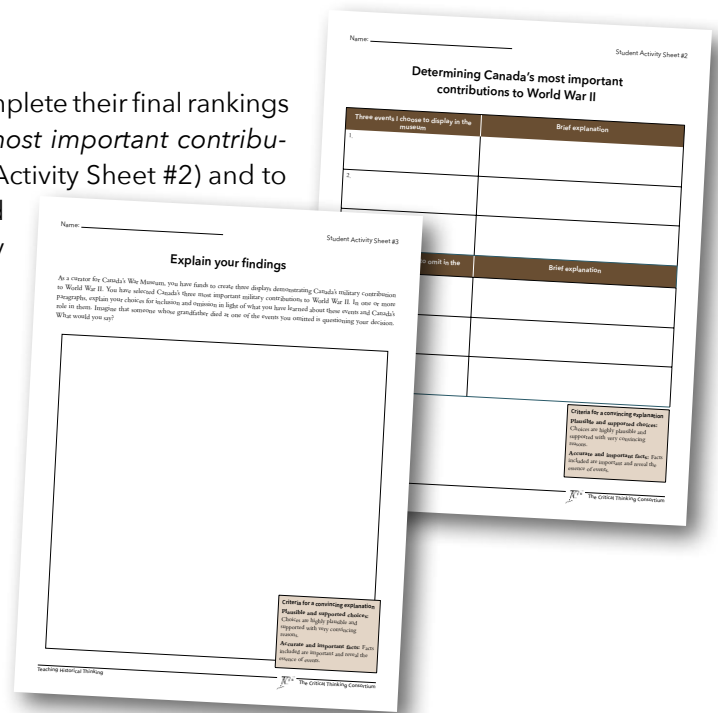 nplete their final rankings
nost important contribu-
Activity Sheet #2) and to
Name:
Student Activity Sheet #2
Determining Canada's most important
contributions to World War II
Three events I choose to display in the
museum
Brief explanation
1.
2.
to omit in the
Brief explanation
Criteria for a convincing explanation
Plausible and supported choices:
Choices are highly plausible and
supported with very convincing
reasons.
Accurate and important facts: Facts
included are important and reveal the
essence of events.
The Critical Thinking Consortium
Name:
Student Activity Sheet #3
Explain your findings
As a curator for Canada's War Museum, you have funds to create three displays demonstrating Canada's military contribution
to World War II. You have selected Canada's three most important military contributions to World War II. In one or more
paragraphs, explain your choices for inclusion and omission in light of what you have learned about these events and Canada's
role in them. Imagine that someone whose grandfather died at one of the events you omitted is questioning your decision.
What would you say?
Criteria for a convincing explanation
Plausible and supported choices:
Choices are highly plausible and
supported with very convincing
reasons.
Accurate and important facts: Facts
included are important and reveal the
essence of events.
Teaching Historical Thinking
The Critical Thinking Consortium